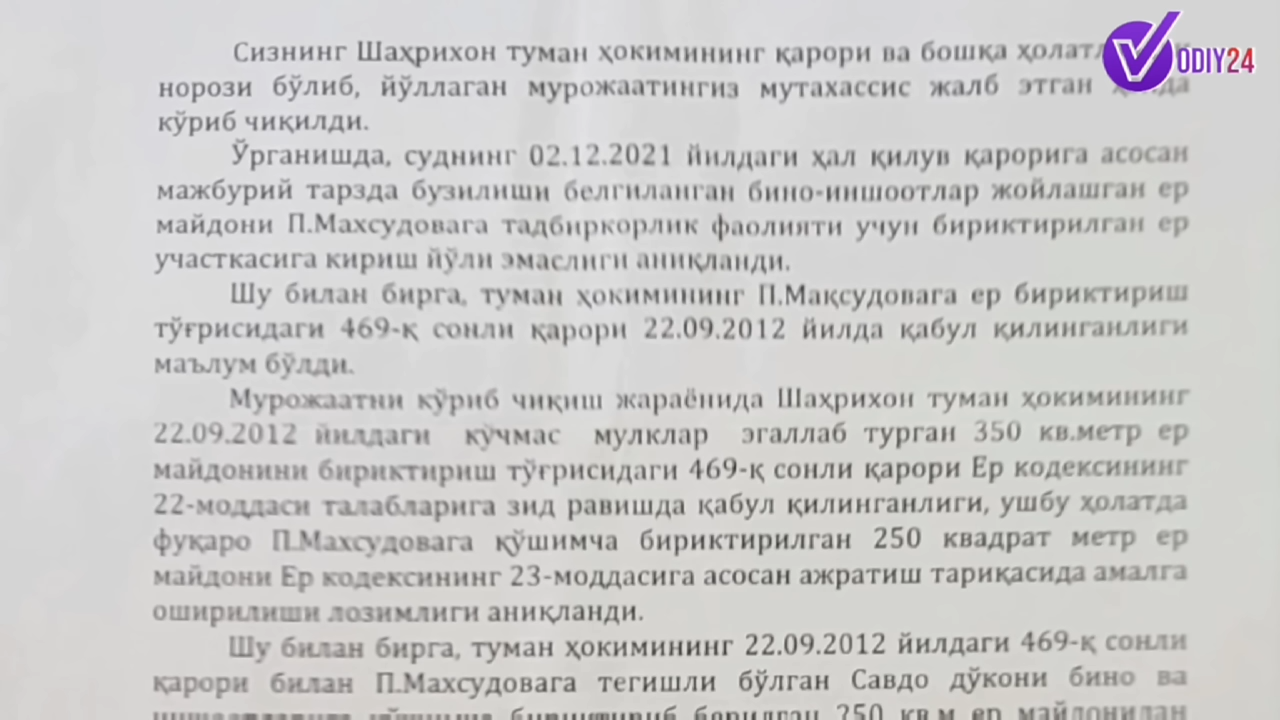 Сизнинг Шаҳрихон туман ҳокимининг қарори ва бошқа
норози бўлиб, йўллаган мурожаатингиз мутахассис жалб этган
кўриб чиқилди.
Ўрганишда, суднинг 02.12.2021 йилдаги ҳал қилув қарорига асосан
мажбурий тарзда бузилиши белгиланган бино-иншоотлар жойлашган ер
майдони П.Махсудовага тадбиркорлик фаолияти учун бириктирилган ер
участкасига кириш йўли эмаслиги аниқланди.
Шу билан бирга, туман ҳокимининг П.Мақсудовага ер бириктириш
тўғрисидаги 469-қ сонли қарори 22.09.2012 йилда қабул қилинганлиги
маълум бўлди.
Мурожаатни кўриб чиқиш жараёнида Шаҳрихон туман ҳокимининг
22.09.2012 йилдаги кўчмас мулклар эгаллаб турган 350 кв.метр ер
майдонини бириктириш тўғрисидаги 469-қ сонли қарори Ер кодексининг
22-моддаси талабларига зид равишда қабул қилинганлиги, ушбу ҳолатда
фуқаро П.Махсудовага қўшимча бириктирилган 250 квадрат метр ер
майдони Ер кодексининг 23-моддасига асосан ажратиш тариқасида амалга
оширилиши лозимлиги аниқланди.
Шу билан бирга, туман ҳокимининг 22.09.2012 йилдаги 469-қ сонли
қарори билан П.Махсудовага тегишли бўлган Савдо дўкони бино ва
VODIY24